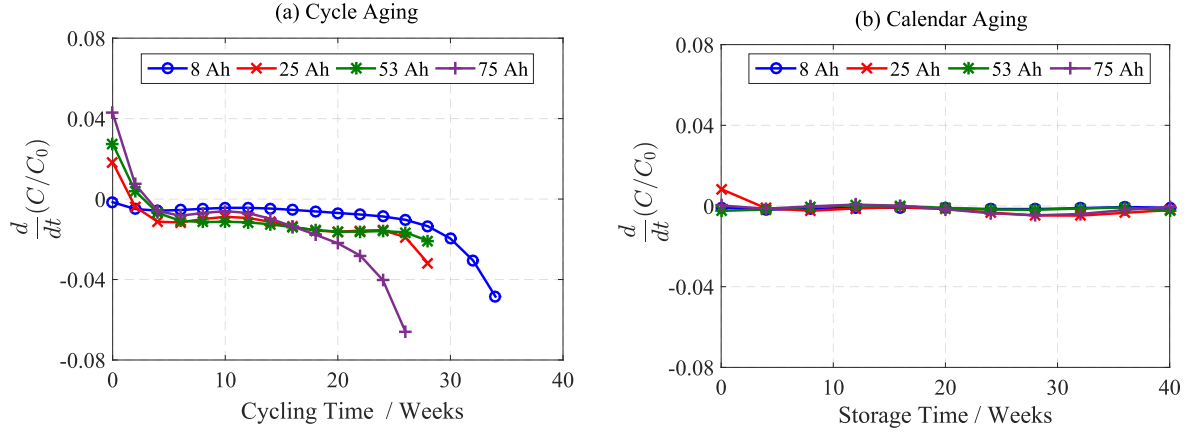 (a) Cycle Aging
0.08
8 Ah 25 Ah 53 Ah 75 Ah
0.04
0
-0.04
-0.08
d/dt (C/C0)
0 10 20 30 40
Cycling Time / Weeks
(b) Calendar Aging
0.08
8 Ah 25 Ah 53 Ah 75 Ah
0.04
0
-0.04
-0.08
d/dt (C/C0)
0 10 20 30 40
Storage Time / Weeks